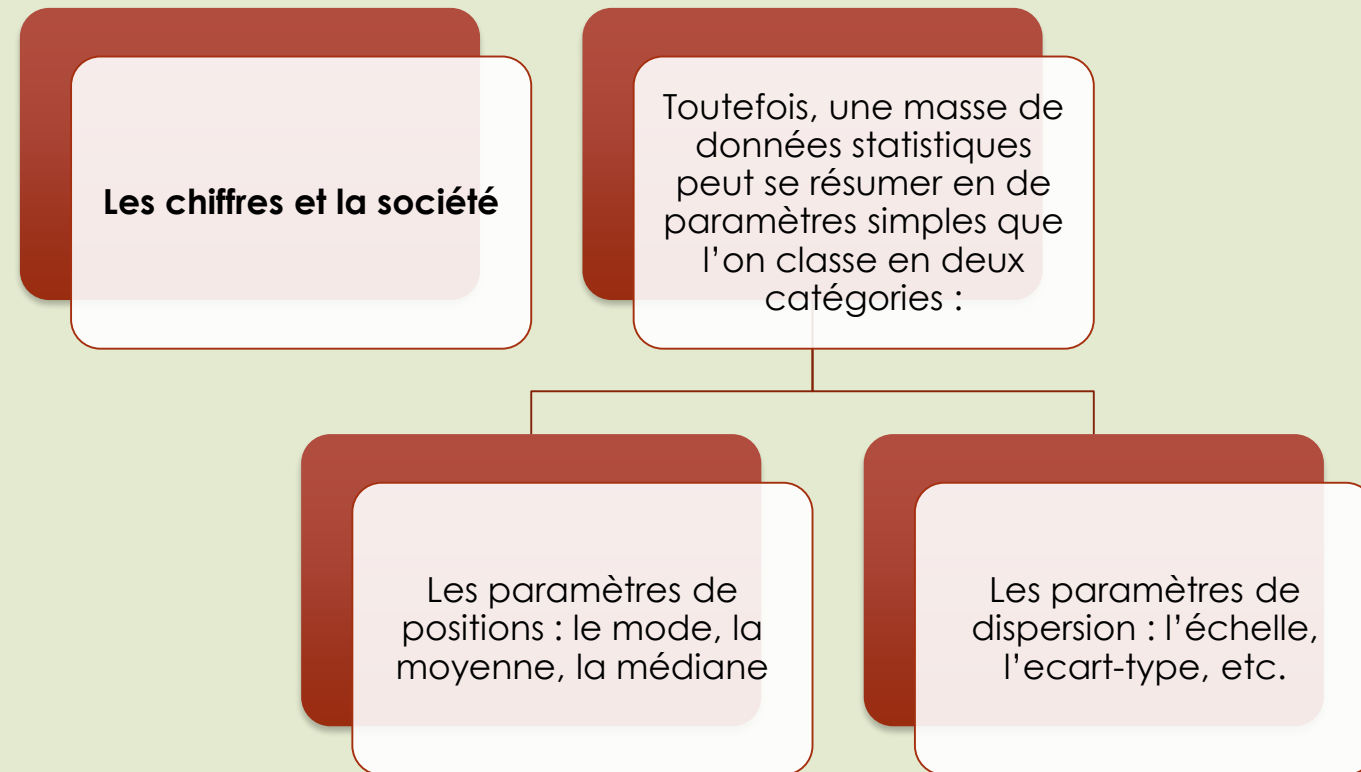 Les chiffres et la société
Toutefois, une masse de
données statistiques
peut se résumer en de
paramètres simples que
l’on classe en deux
catégories :
Les paramètres de
positions : le mode, la
moyenne, la médiane
Les paramètres de
dispersion : l’échelle,
l’ecart-type, etc.